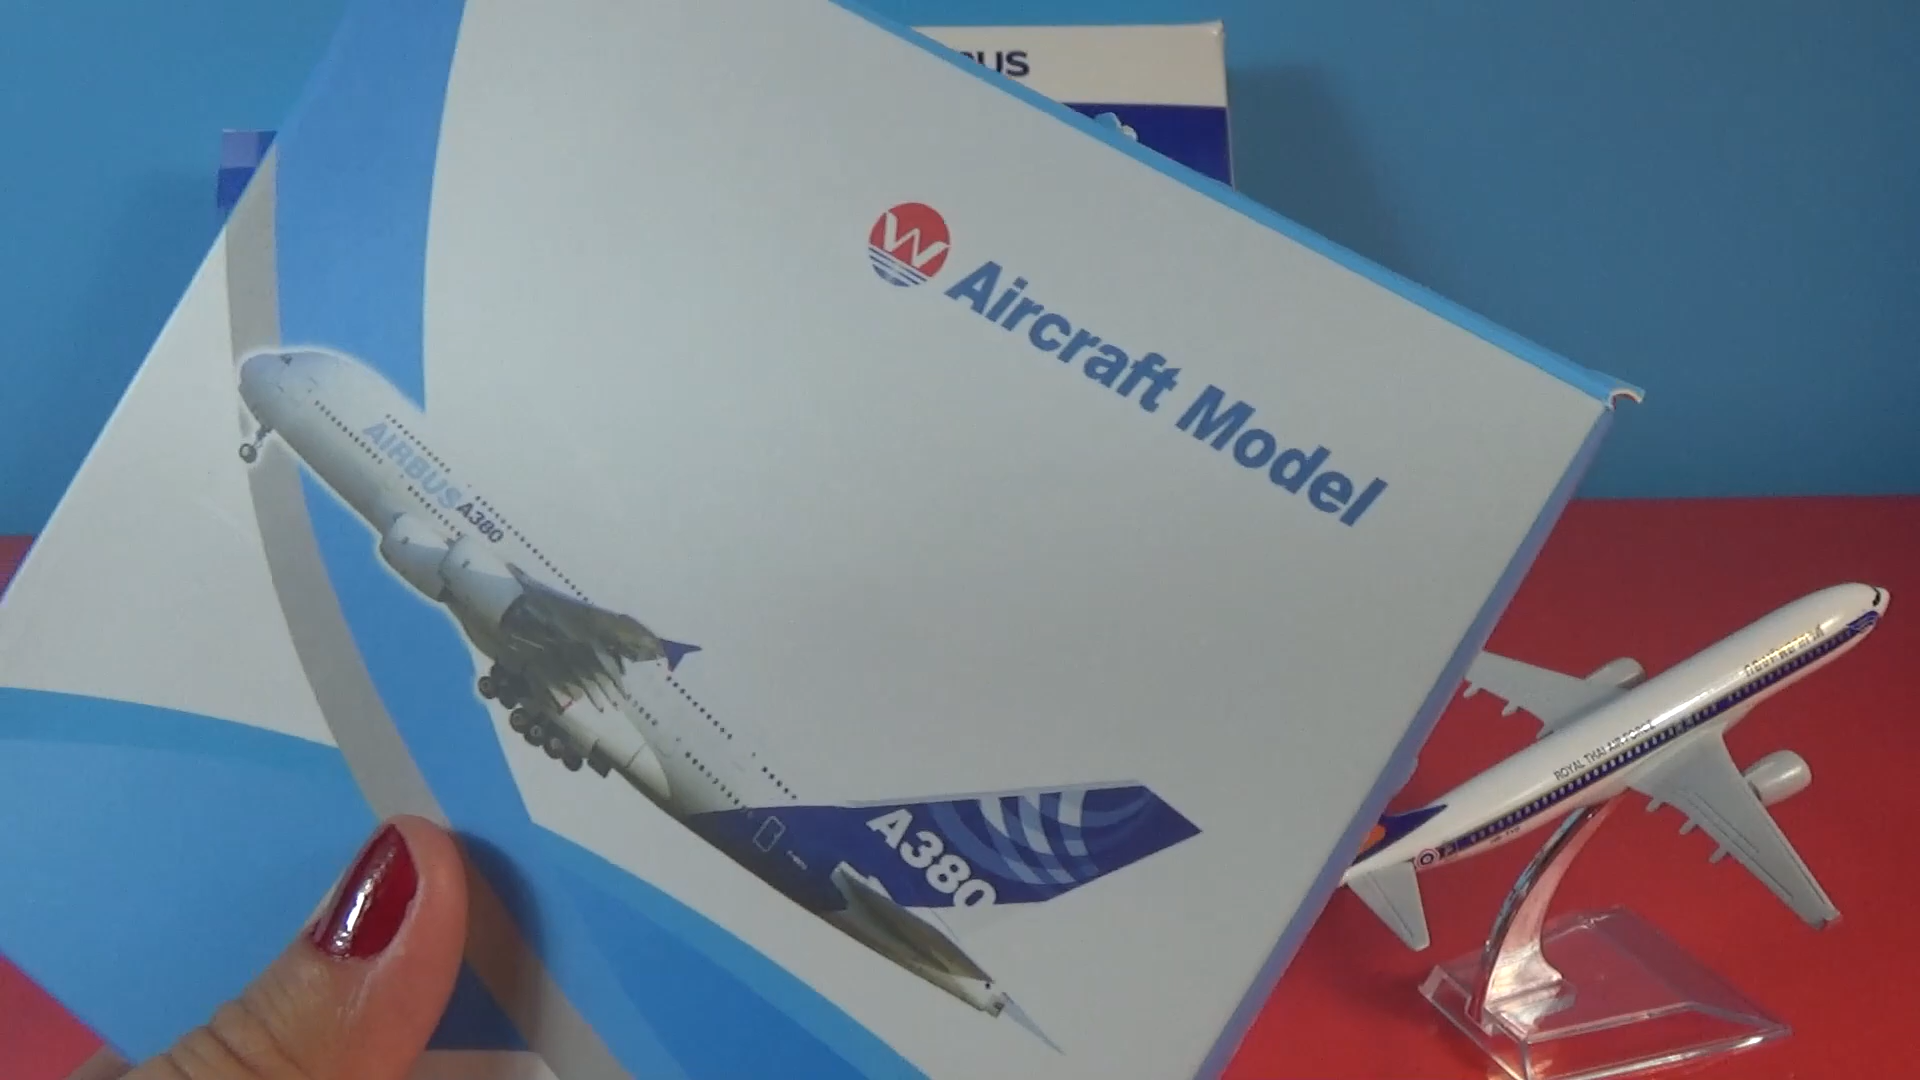 BUS
W Aircraft Model
AIRBUS A380
A380
ROYAL THAI AIR FORCE